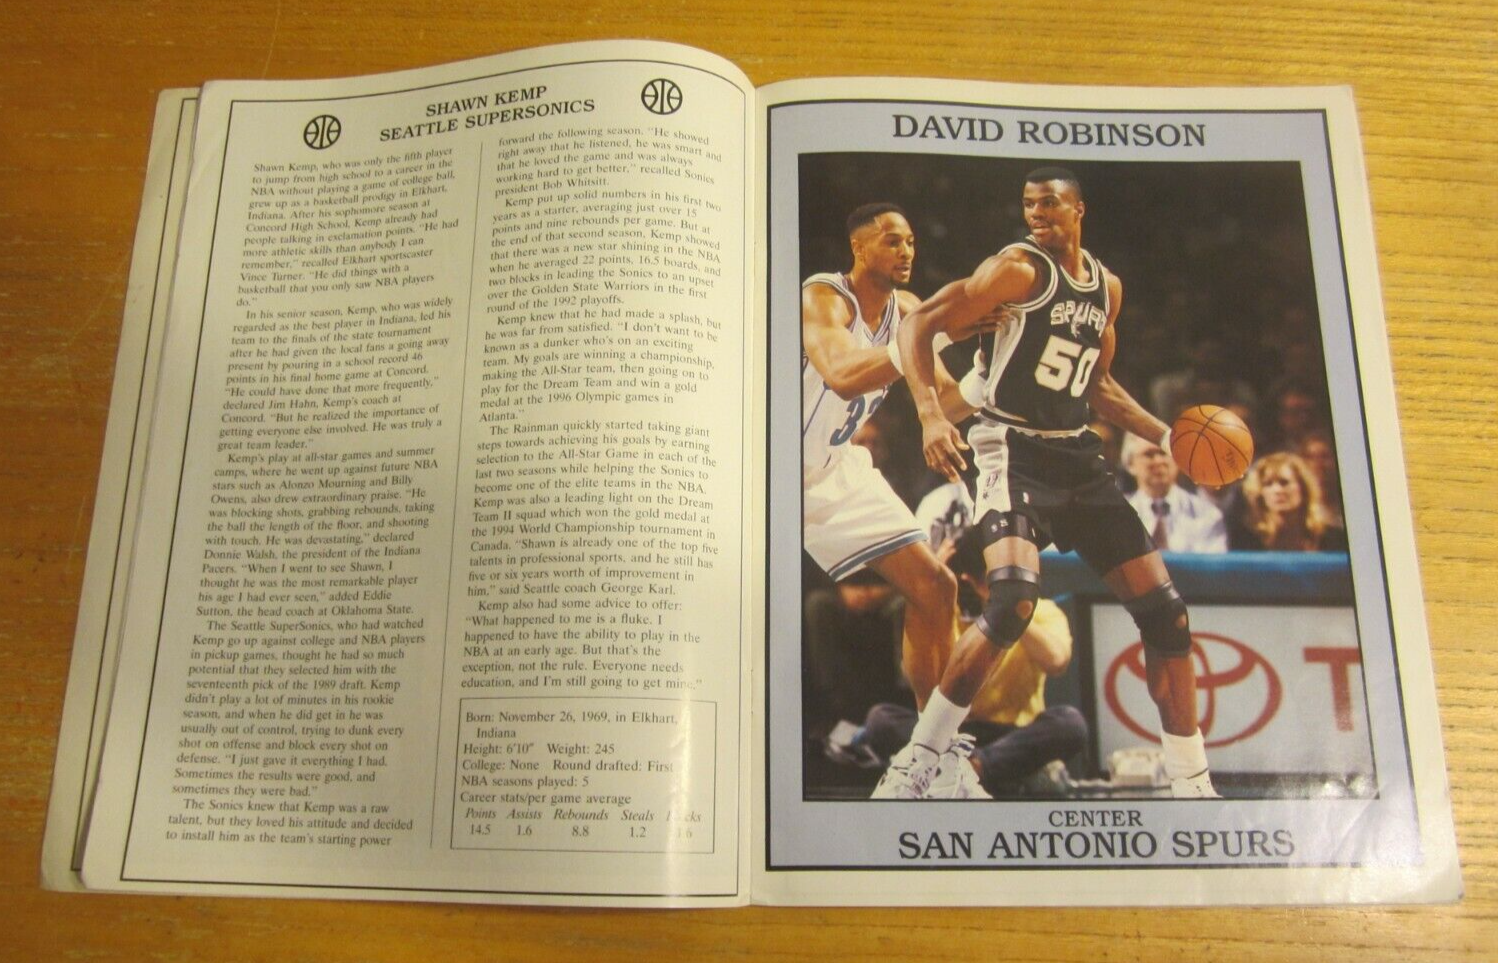 SHAWN KEMP
SEATTLE SUPERSONICS
Shawn Kemp, who was only the fifth player
to jump from high school to a career in the
NBA without playing a game of college ball,
grew up as a basketball prodigy in Elkhart,
Indiana. After his sophomore season at
Concord High School, Kemp already had
people talking in exclamation points. "He had
more athletic skills than anybody I can
remember," recalled Elkhart sportscaster
Vince Turner. "He did things with a
basketball that you only saw NBA players
do."
In his senior season, Kemp, who was widely
regarded as the best player in Indiana, led his
team to the finals of the state tournament
after he had given the local fans a going away
present by pouring in a school record 46
points in his final home game at Concord.
"He could have done that more frequently,"
declared Jim Hahn, Kemp's coach at
Concord. "But he realized the importance of
getting everyone else involved. He was truly a
great team leader."
Kemp's play at all-star games and summer
camps, where he went up against future NBA
stars such as Alonzo Mourning and Billy
Owens, also drew extraordinary praise. "He
was blocking shots, grabbing rebounds, taking
the ball the length of the floor, and shooting
with touch. He was devastating," declared
Donnie Walsh, the president of the Indiana
Pacers. "When I went to see Shawn, I
thought he was the most remarkable player
his age I had ever seen," added Eddie
Sutton, the head coach at Oklahoma State.
The Seattle SuperSonics, who had watched
Kemp go up against college and NBA players
in pickup games, thought he had so much
potential that they selected him with the
seventeenth pick of the 1989 draft. Kemp
didn't play a lot of minutes in his rookie
season, and when he did get in he was
usually out of control, trying to dunk every
shot on offense and block every shot on
defense. "I just gave it everything I had.
Sometimes the results were good, and
sometimes they were bad."
The Sonics knew that Kemp was a raw
talent, but they loved his attitude and decided
to install him as the team's starting power
forward the following season. "He showed
right away that he listened, he was smart and
that he loved the game and was always
working hard to get better," recalled Sonics
president Bob Whitsitt.
Kemp put up solid numbers in his first two
years as a starter, averaging just over 15
points and nine rebounds per game. But at
the end of that second season, Kemp showed
that there was a new star shining in the NBA
when he averaged 22 points, 16.5 boards, and
two blocks in leading the Sonics to an upset
over the Golden State Warriors in the first
round of the 1992 playoffs.
Kemp knew that he had made a splash, but
he was far from satisfied. "I don't want to be
known as a dunker who's on an exciting
team. My goals are winning a championship,
making the All-Star team, then going on to
play for the Dream Team and win a gold
medal at the 1996 Olympic games in
Atlanta."
The Rainman quickly started taking giant
steps towards achieving his goals by earning
selection to the All-Star Game in each of the
last two seasons while helping the Sonics to
become one of the elite teams in the NBA.
Kemp was also a leading light on the Dream
Team II squad which won the gold medal at
the 1994 World Championship tournament in
Canada. "Shawn is already one of the top five
talents in professional sports, and he still has
five or six years worth of improvement in
him," said Seattle coach George Karl.
Kemp also had some advice to offer:
"What happened to me is a fluke. I
happened to have the ability to play in the
NBA at an early age. But that's the
exception, not the rule. Everyone needs
education, and I'm still going to get mine."
Born: November 26, 1969, in Elkhart,
Indiana
Height: 6'10" Weight: 245
College: None Round drafted: First
NBA seasons played: 5
Career stats/per game average
Points Assists Rebounds Steals Blocks
14.5 1.6 8.8 1.2 1.6
DAVID ROBINSON
SPURS
50
33
T
CENTER
SAN ANTONIO SPURS